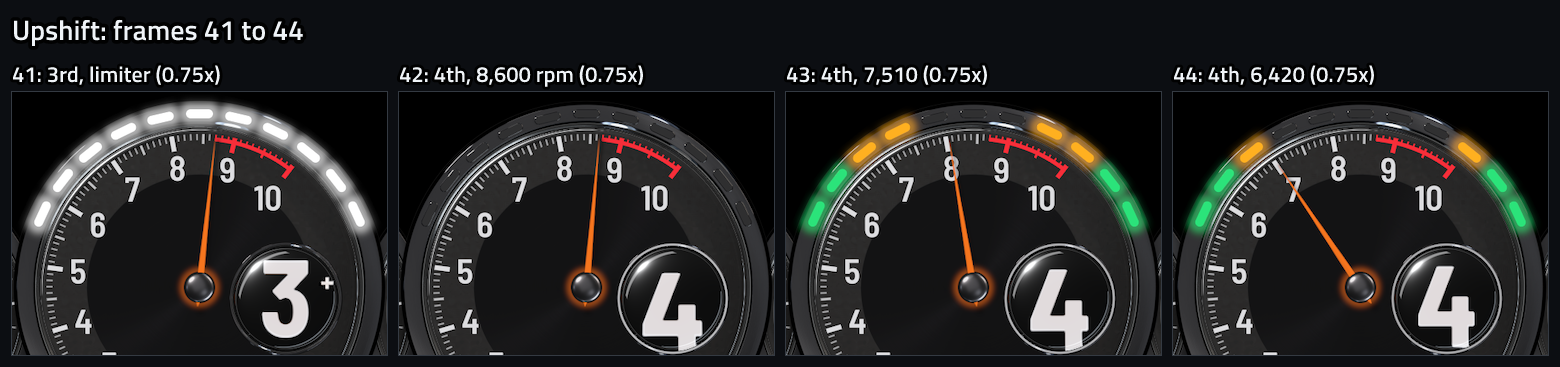 Upshift: frames 41 to 44
41: 3rd, limiter (0.75x)
42: 4th, 8,600 rpm (0.75x)
43: 4th, 7,510 (0.75x)
44: 4th, 6,420 (0.75x)
4 5 6 7 8 9 10
3+
4 5 6 7 8 9 10
4
4 5 6 7 8 9 10
4
4 5 6 7 8 9 10
4